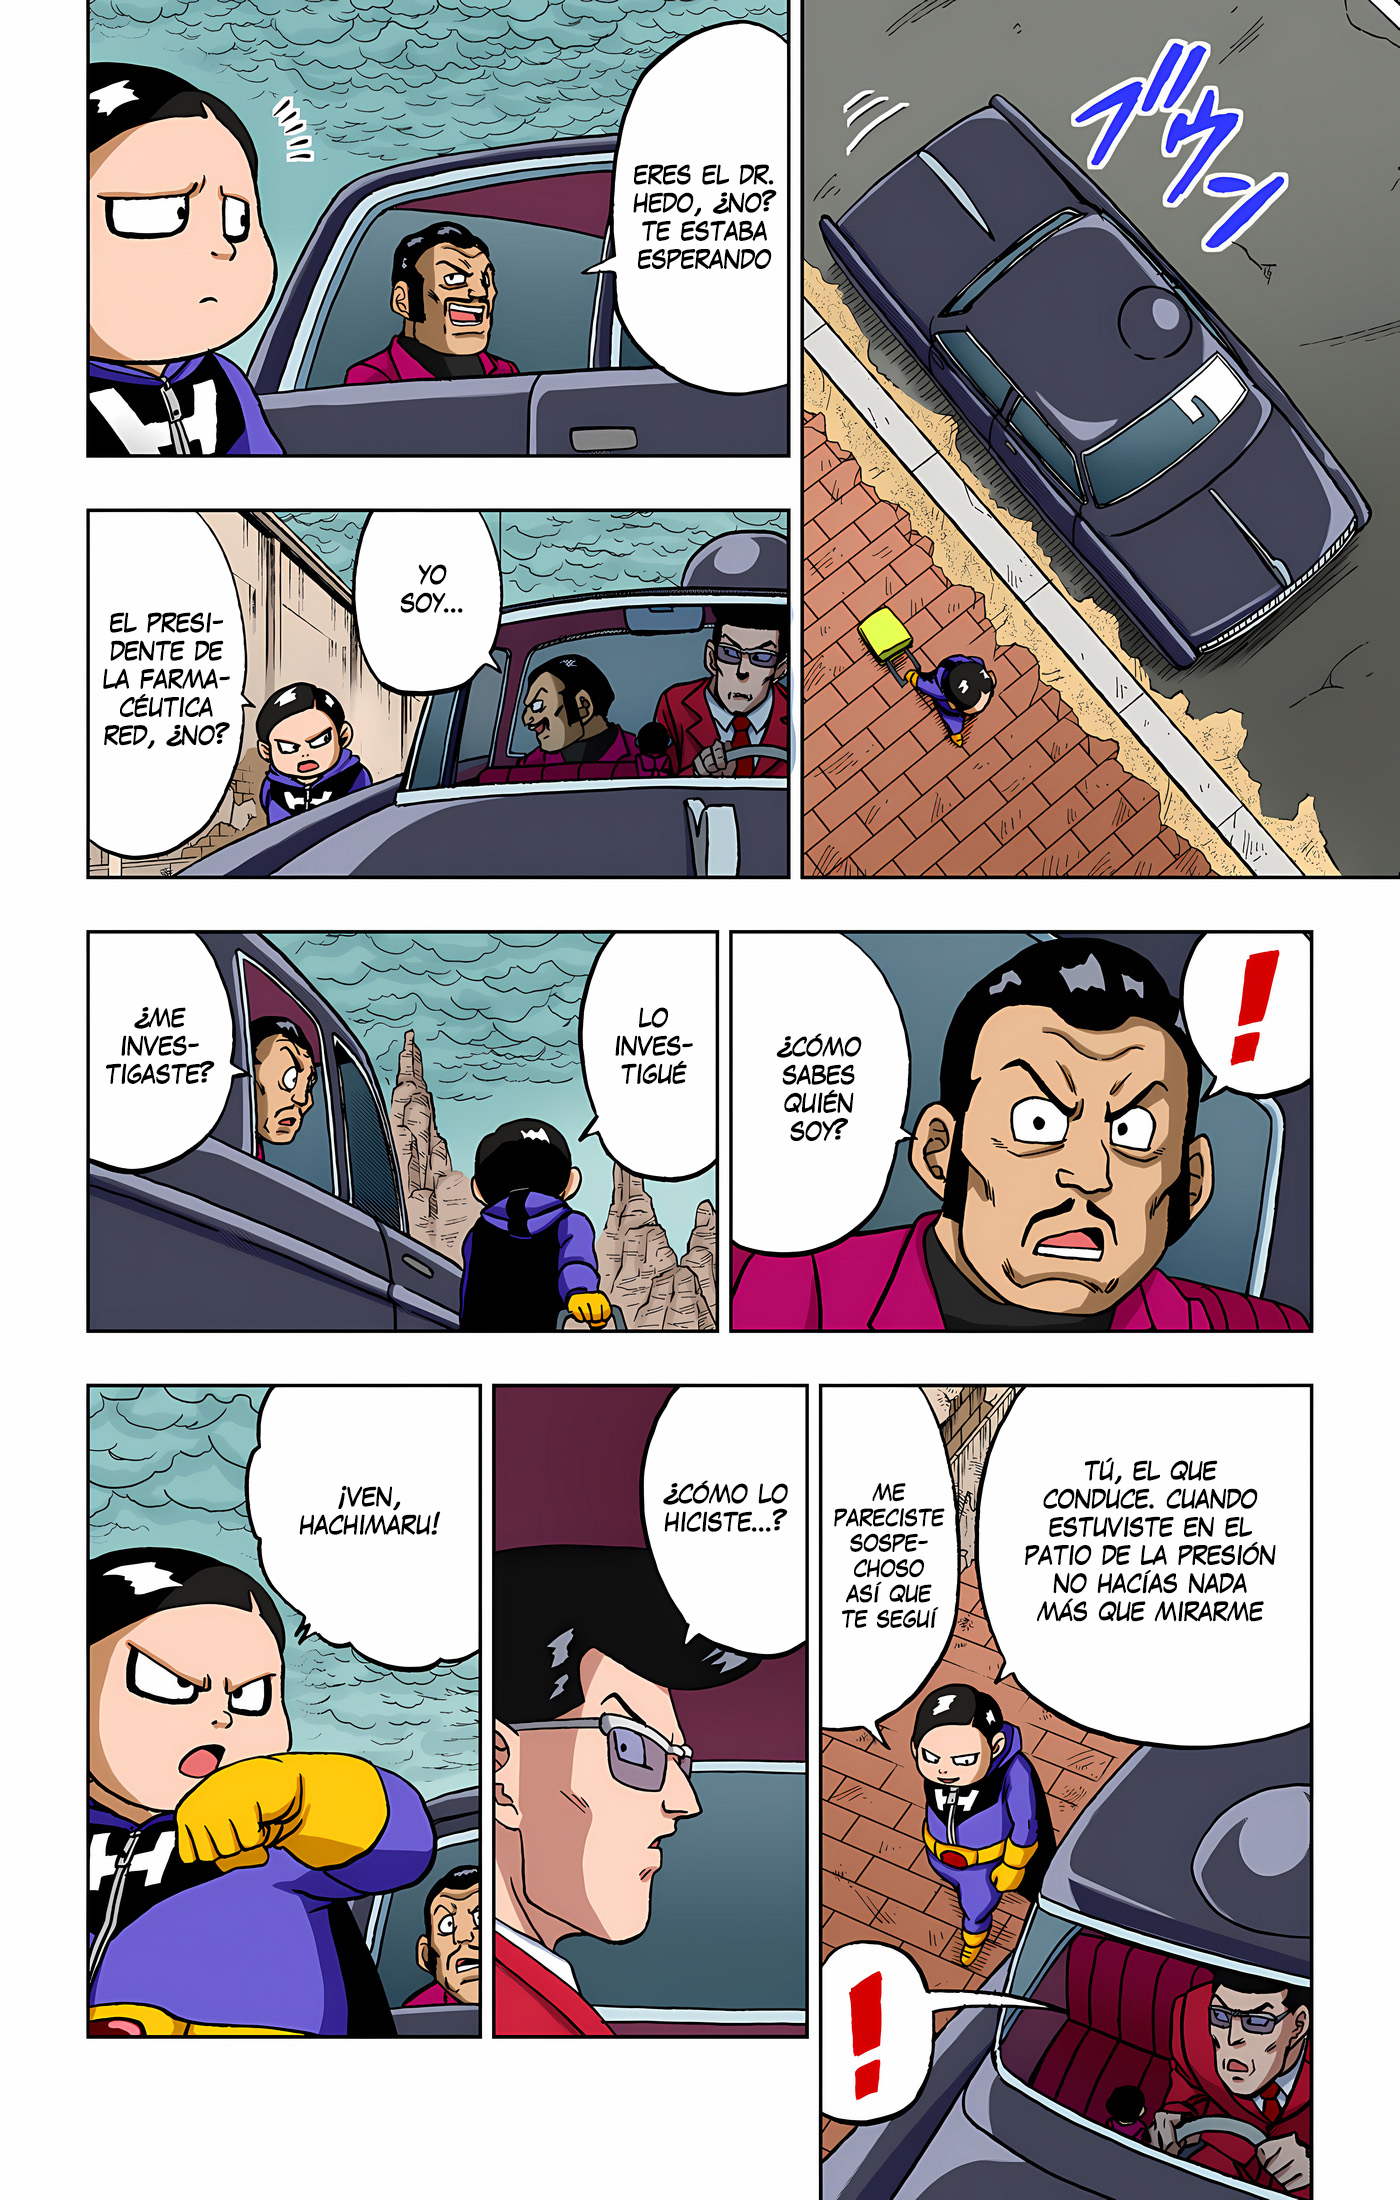 ブウン
ERES EL DR.
HEDO, ¿NO?
TE ESTABA
ESPERANDO
YO
SOY...
EL PRESI-
DENTE DE
LA FARMA-
CÉUTICA
RED, ¿NO?
!
¿CÓMO
SABES
QUIÉN
SOY?
LO
INVES-
TIGUÉ
¿ME
INVES-
TIGASTE?
TÚ, EL QUE
CONDUCE. CUANDO
ESTUVISTE EN EL
PATIO DE LA PRESIÓN
NO HACÍAS NADA
MÁS QUE MIRARME
ME
PARECISTE
SOSPE-
CHOSO
ASÍ QUE
TE SEGUÍ
!
¿CÓMO LO
HICISTE...?
¡VEN,
HACHIMARU!